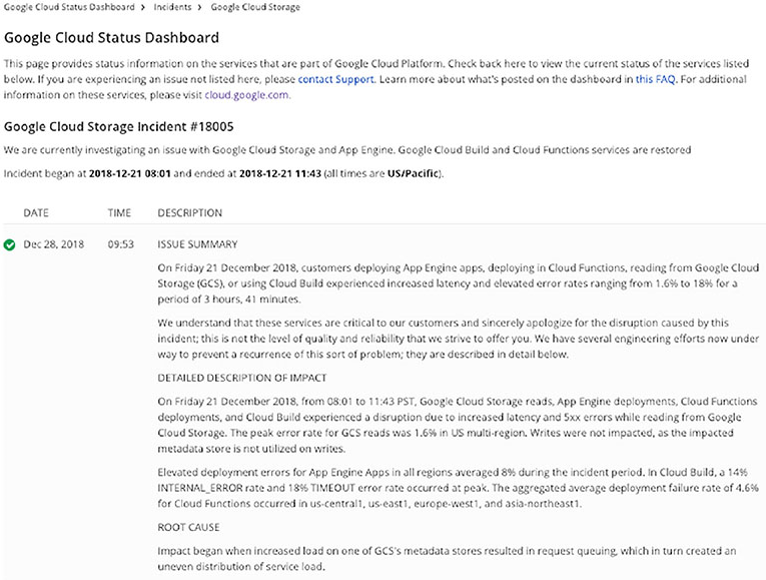 Google Cloud Status Dashboard > Incidents > Google Cloud Storage
Google Cloud Status Dashboard
This page provides status information on the services that are part of Google Cloud Platform. Check back here to view the current status of the services listed
below. If you are experiencing an issue not listed here, please contact Support. Learn more about what's posted on the dashboard in this FAQ. For additional
information on these services, please visit cloud.google.com.
Google Cloud Storage Incident #18005
We are currently investigating an issue with Google Cloud Storage and App Engine. Google Cloud Build and Cloud Functions services are restored
Incident began at 2018-12-21 08:01 and ended at 2018-12-21 11:43 (all times are US/Pacific).
DATE TIME DESCRIPTION
Dec 28, 2018 09:53 ISSUE SUMMARY
On Friday 21 December 2018, customers deploying App Engine apps, deploying in Cloud Functions, reading from Google Cloud
Storage (GCS), or using Cloud Build experienced increased latency and elevated error rates ranging from 1.6% to 18% for a
period of 3 hours, 41 minutes.
We understand that these services are critical to our customers and sincerely apologize for the disruption caused by this
incident; this is not the level of quality and reliability that we strive to offer you. We have several engineering efforts now under
way to prevent a recurrence of this sort of problem; they are described in detail below.
DETAILED DESCRIPTION OF IMPACT
On Friday 21 December 2018, from 08:01 to 11:43 PST, Google Cloud Storage reads, App Engine deployments, Cloud Functions
deployments, and Cloud Build experienced a disruption due to increased latency and 5xx errors while reading from Google
Cloud Storage. The peak error rate for GCS reads was 1.6% in US multi-region. Writes were not impacted, as the impacted
metadata store is not utilized on writes.
Elevated deployment errors for App Engine Apps in all regions averaged 8% during the incident period. In Cloud Build, a 14%
INTERNAL_ERROR rate and 18% TIMEOUT error rate occurred at peak. The aggregated average deployment failure rate of 4.6%
for Cloud Functions occurred in us-central1, us-east1, europe-west1, and asia-northeast1.
ROOT CAUSE
Impact began when increased load on one of GCS's metadata stores resulted in request queuing, which in turn created an
uneven distribution of service load.